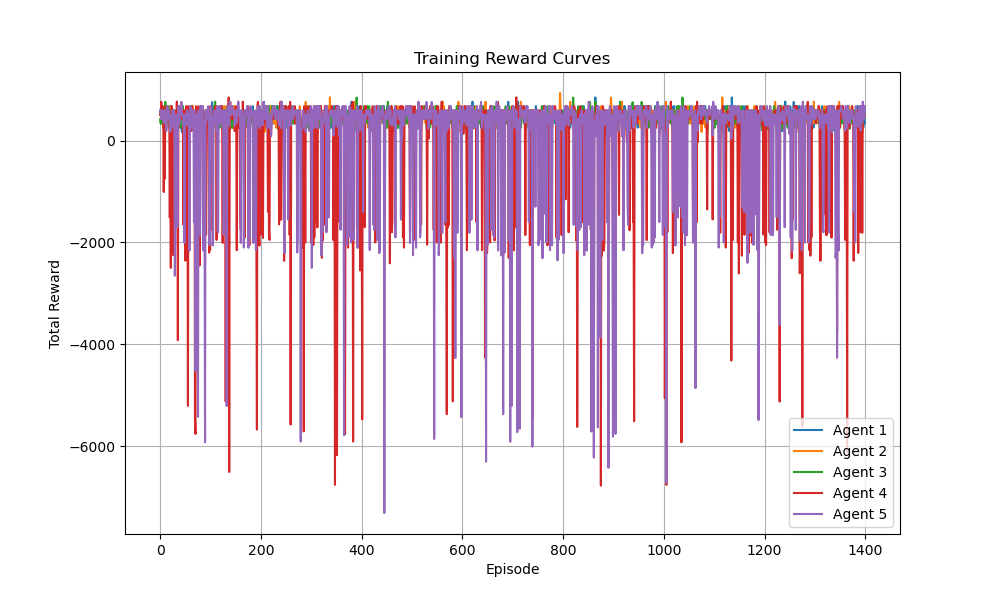 Training Reward Curves
Total Reward
0
−2000
−4000
−6000
0 200 400 600 800 1000 1200 1400
Episode
Agent 1
Agent 2
Agent 3
Agent 4
Agent 5